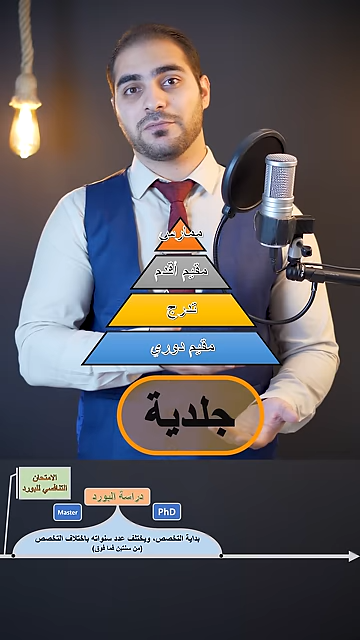 ممارس
مقيم أقدم
تدرج
مقيم دوري
جلدية
الامتحان
التنافسي للبورد
دراسة البورد
Master
PhD
بداية التخصص، ويختلف عدد سنواته باختلاف التخصص
(من سنتين فما فوق)